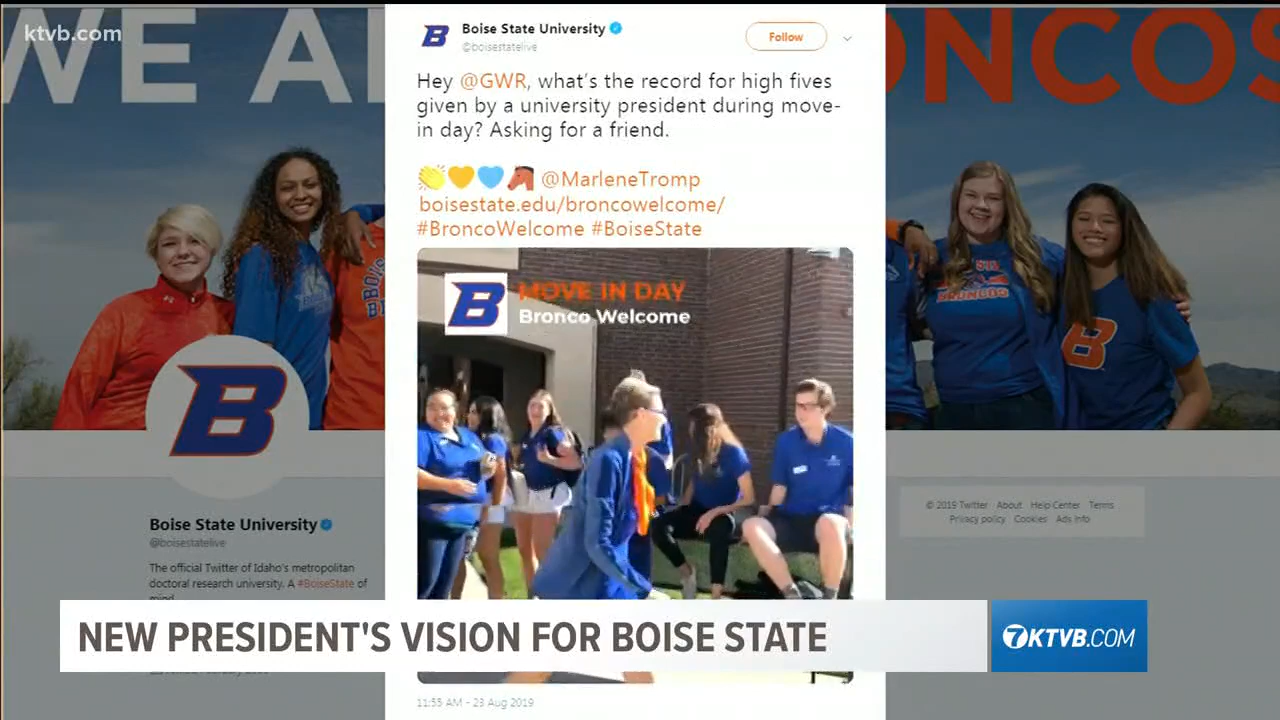 ktvb.com
WE A
ONCOS
Boise State University
@boisestatelive
Follow
Hey @GWR, what's the record for high fives
given by a university president during move-
in day? Asking for a friend.
@MarleneTromp
boisestate.edu/broncowelcome/
#BroncoWelcome #BoiseState
B
MOVE IN DAY
Bronco Welcome
BRONCOS
B
B
Boise State University
@boisestatelive
The official Twitter of Idaho's metropolitan
doctoral research university. A #BoiseState of
mind
© 2019 Twitter About Help Center Terms
Privacy policy Cookies Ads info
NEW PRESIDENT'S VISION FOR BOISE STATE
7KTVB.COM
11:55 AM - 23 Aug 2019